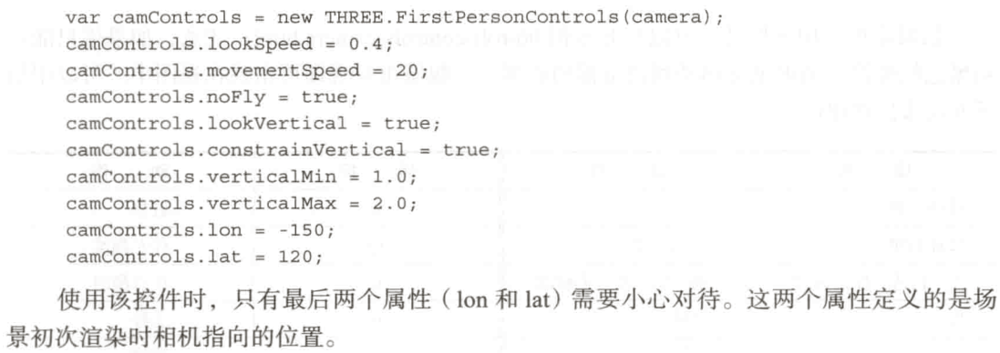 var camControls = new THREE.FirstPersonControls(camera);
camControls.lookSpeed = 0.4;
camControls.movementSpeed = 20;
camControls.noFly = true;
camControls.lookVertical = true;
camControls.constrainVertical = true;
camControls.verticalMin = 1.0;
camControls.verticalMax = 2.0;
camControls.lon = -150;
camControls.lat = 120;
使用该控件时，只有最后两个属性（lon 和 lat）需要小心对待。这两个属性定义的是场
景初次渲染时相机指向的位置。